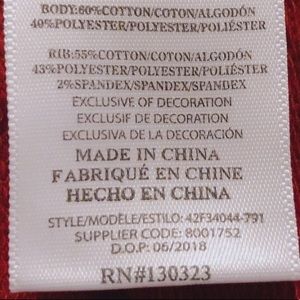 BODY:60%COTTON/COTON/ALGODÓN
40%POLYESTER/POLYESTER/POLIÉSTER
RIB:55%COTTON/COTON/ALGODÓN
43%POLYESTER/POLYESTER/POLIÉSTER
2%SPANDEX/SPANDEX/SPANDEX
EXCLUSIVE OF DECORATION
EXCLUSIF DE DECORATION
EXCLUSIVA DE LA DECORACIÓN
MADE IN CHINA
FABRIQUÉ EN CHINE
HECHO EN CHINA
STYLE/MODÈLE/ESTILO: 42F34044-791
SUPPLIER CODE: 8001752
D.O.P: 06/2018
RN#130323